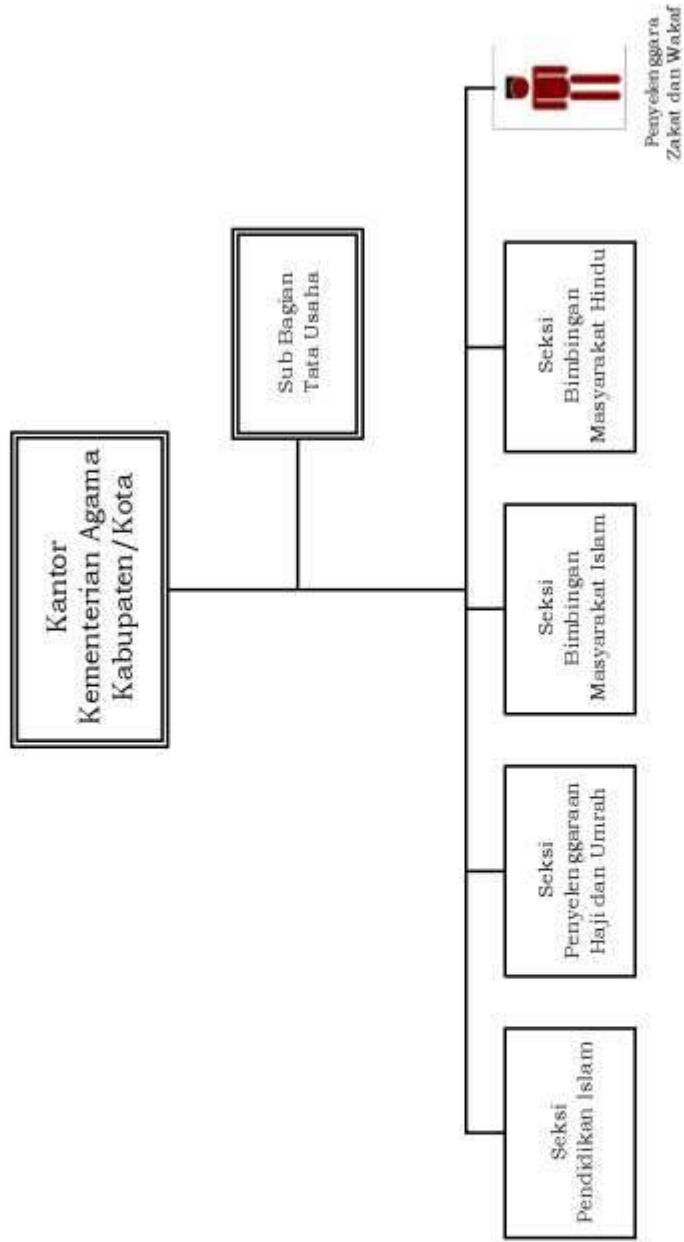 Kantor
Kementerian Agama
Kabupaten/Kota
Sub Bagian
Tata Usaha
Seksi
Pendidikan Islam
Seksi
Penyelenggaraan
Haji dan Umrah
Seksi
Bimbingan
Masyarakat Islam
Seksi
Bimbingan
Masyarakat Hindu
Penyelenggara
Zakat dan Wakaf